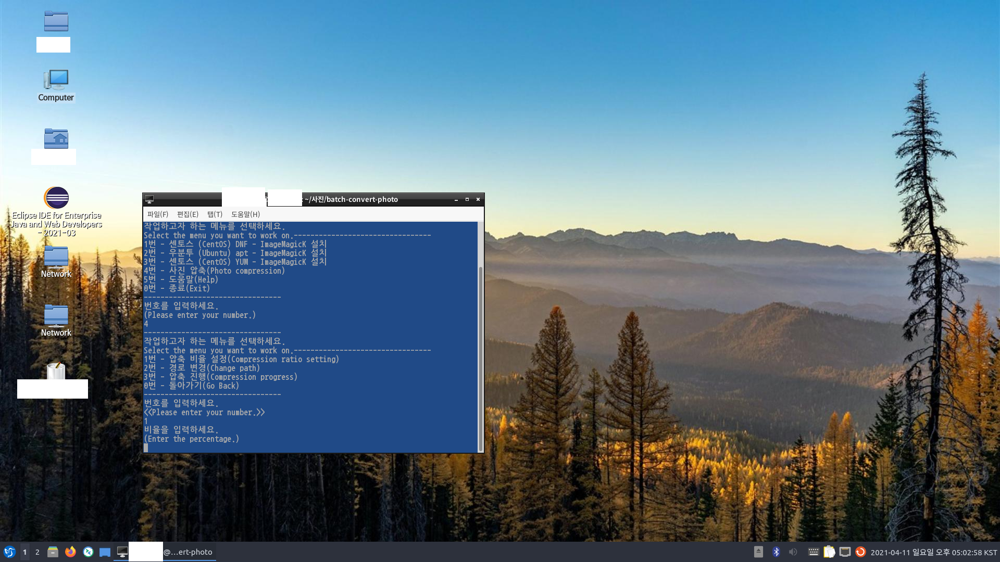 Computer
Eclipse IDE for Enterprise
Java and Web Developers
- 2021-03
Network
Network
: ~/사진/batch-convert-photo
파일(F) 편집(E) 탭(T) 도움말(H)
작업하고자 하는 메뉴를 선택하세요.
Select the menu you want to work on.---------------------------------
1번 - 센토스 (CentOS) DNF - ImageMagicK 설치
2번 - 우분투 (Ubuntu) apt - ImageMagicK 설치
3번 - 센토스 (CentOS) YUM - ImageMagicK 설치
4번 - 사진 압축(Photo compression)
5번 - 도움말(Help)
0번 - 종료(Exit)
---------------------------------
번호를 입력하세요.
(Please enter your number.)
4
---------------------------------
작업하고자 하는 메뉴를 선택하세요.
Select the menu you want to work on.---------------------------------
1번 - 압축 비율 설정(Compression ratio setting)
2번 - 경로 변경(Change path)
3번 - 압축 진행(Compression progress)
0번 - 돌아가기(Go Back)
---------------------------------
번호를 입력하세요.
<<Please enter your number.>>
1
비율을 입력하세요.
(Enter the percentage.)
1 2 @...ert-photo 2021-04-11 일요일 오후 05:02:58 KST